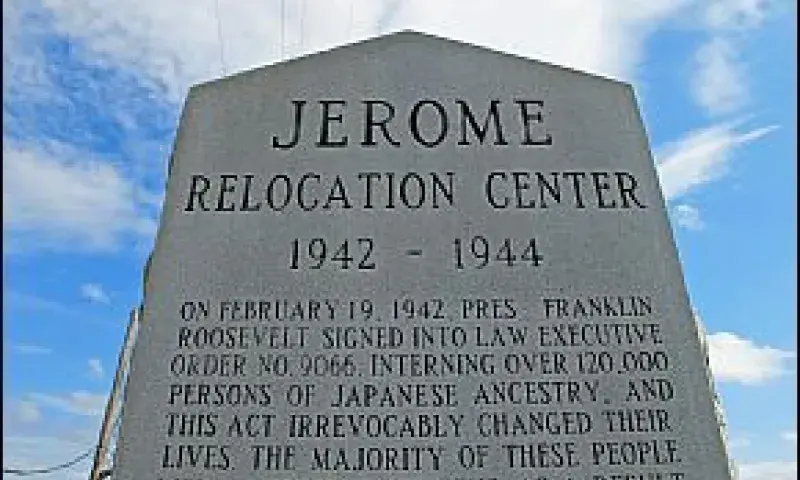 JEROME
RELOCATION CENTER
1942 - 1944
ON FEBRUARY 19, 1942, PRES. FRANKLIN
ROOSEVELT SIGNED INTO LAW EXECUTIVE
ORDER NO. 9066, INTERNING OVER 120,000
PERSONS OF JAPANESE ANCESTRY, AND
THIS ACT IRREVOCABLY CHANGED THEIR
LIVES. THE MAJORITY OF THESE PEOPLE